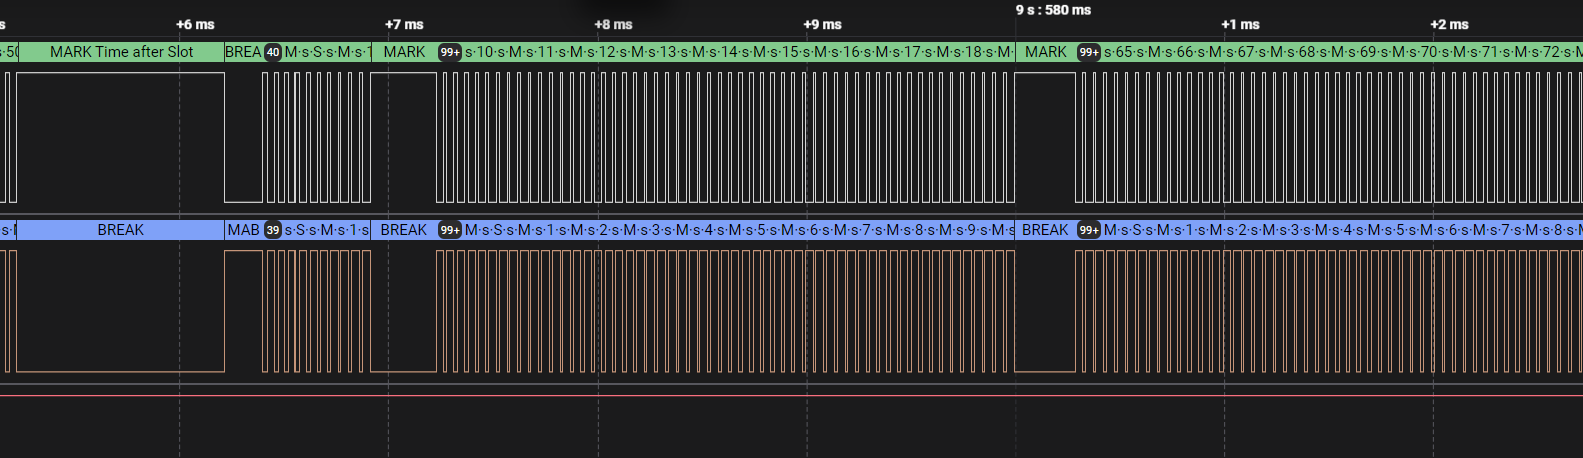 s +6 ms +7 ms +8 ms +9 ms 9 s : 580 ms +1 ms +2 ms
s·50 MARK Time after Slot BREA 40 M·s·S·s·M·s·1 MARK 99+ s·10·s·M·s·11·s·M·s·12·s·M·s·13·s·M·s·14·s·M·s·15·s·M·s·16·s·M·s·17·s·M·s·18·s·M· MARK 99+ s·65·s·M·s·66·s·M·s·67·s·M·s·68·s·M·s·69·s·M·s·70·s·M·s·71·s·M·s·72·s·M
·s· BREAK MAB 39 s·S·s·M·s·1·s BREAK 99+ M·s·S·s·M·s·1·s·M·s·2·s·M·s·3·s·M·s·4·s·M·s·5·s·M·s·6·s·M·s·7·s·M·s·8·s·M·s·9·s·M·s BREAK 99+ M·s·S·s·M·s·1·s·M·s·2·s·M·s·3·s·M·s·4·s·M·s·5·s·M·s·6·s·M·s·7·s·M·s·8·s·M